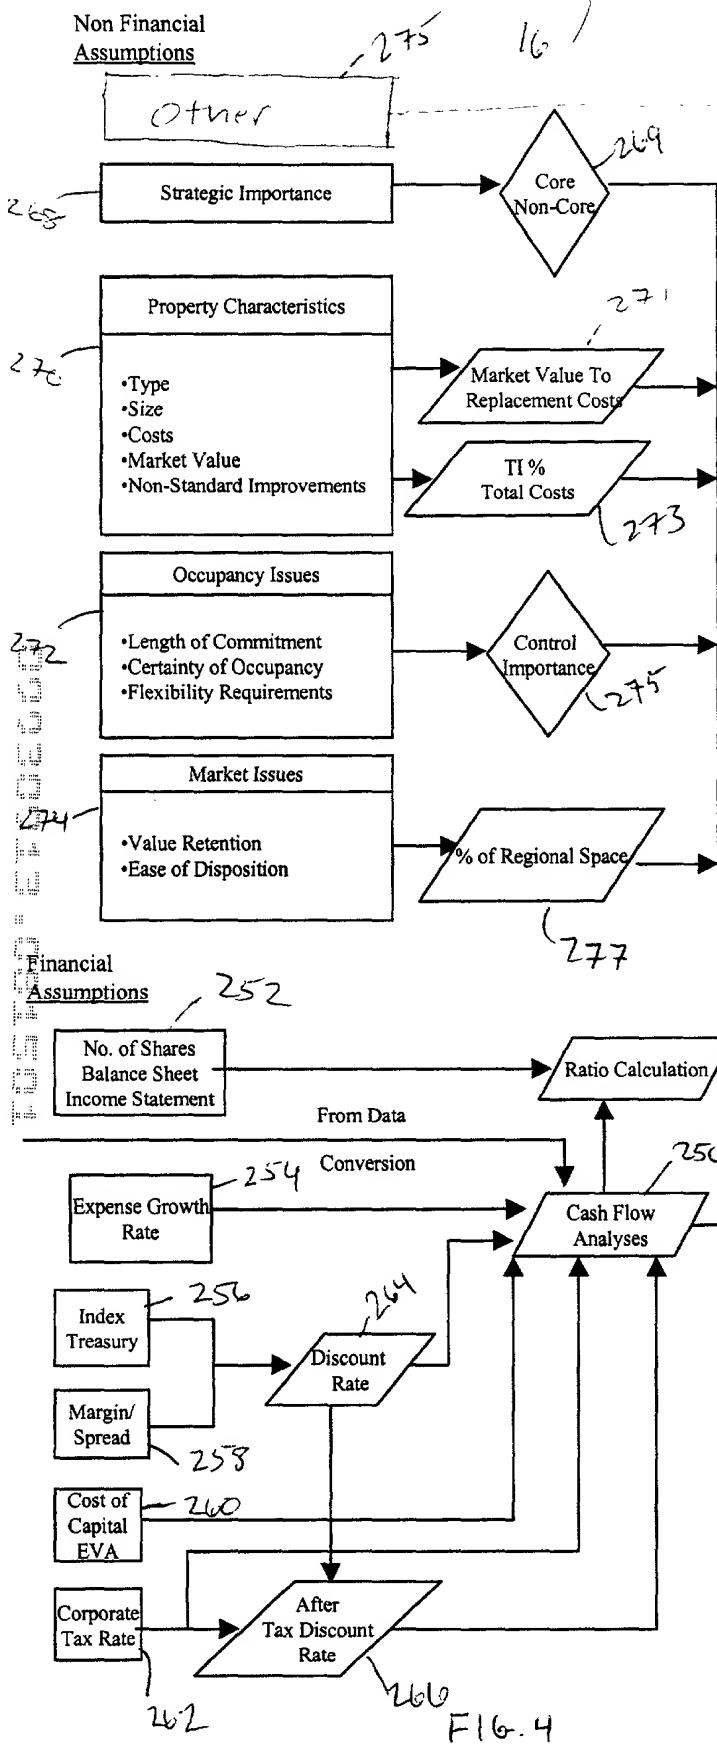 Non Financial
Assumptions
275
16
Other
269
268
Strategic Importance
Core
Non-Core
Property Characteristics
271
270
•Type
•Size
•Costs
•Market Value
•Non-Standard Improvements
Market Value To
Replacement Costs
TI %
Total Costs
273
Occupancy Issues
272
•Length of Commitment
•Certainty of Occupancy
•Flexibility Requirements
Control
Importance
275
Market Issues
274
•Value Retention
•Ease of Disposition
% of Regional Space
277
Financial
Assumptions
252
No. of Shares
Balance Sheet
Income Statement
Ratio Calculation
From Data
Conversion
254
250
Expense Growth
Rate
Cash Flow
Analyses
256
Index
Treasury
264
Discount
Rate
Margin/
Spread
258
Cost of
Capital
EVA
260
Corporate
Tax Rate
After
Tax Discount
Rate
262
266
FIG. 4